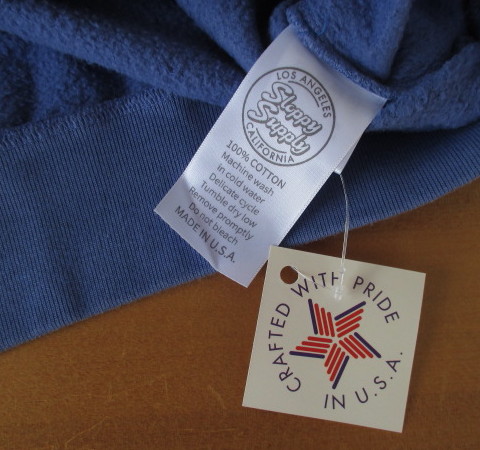 LOS ANGELES
Sluppy
Supply
CALIFORNIA
100% COTTON
Machine wash
in cold water
Delicate cycle
Tumble dry low
Remove promptly
Do not bleach
MADE IN U.S.A.
CRAFTED WITH PRIDE
IN U.S.A.